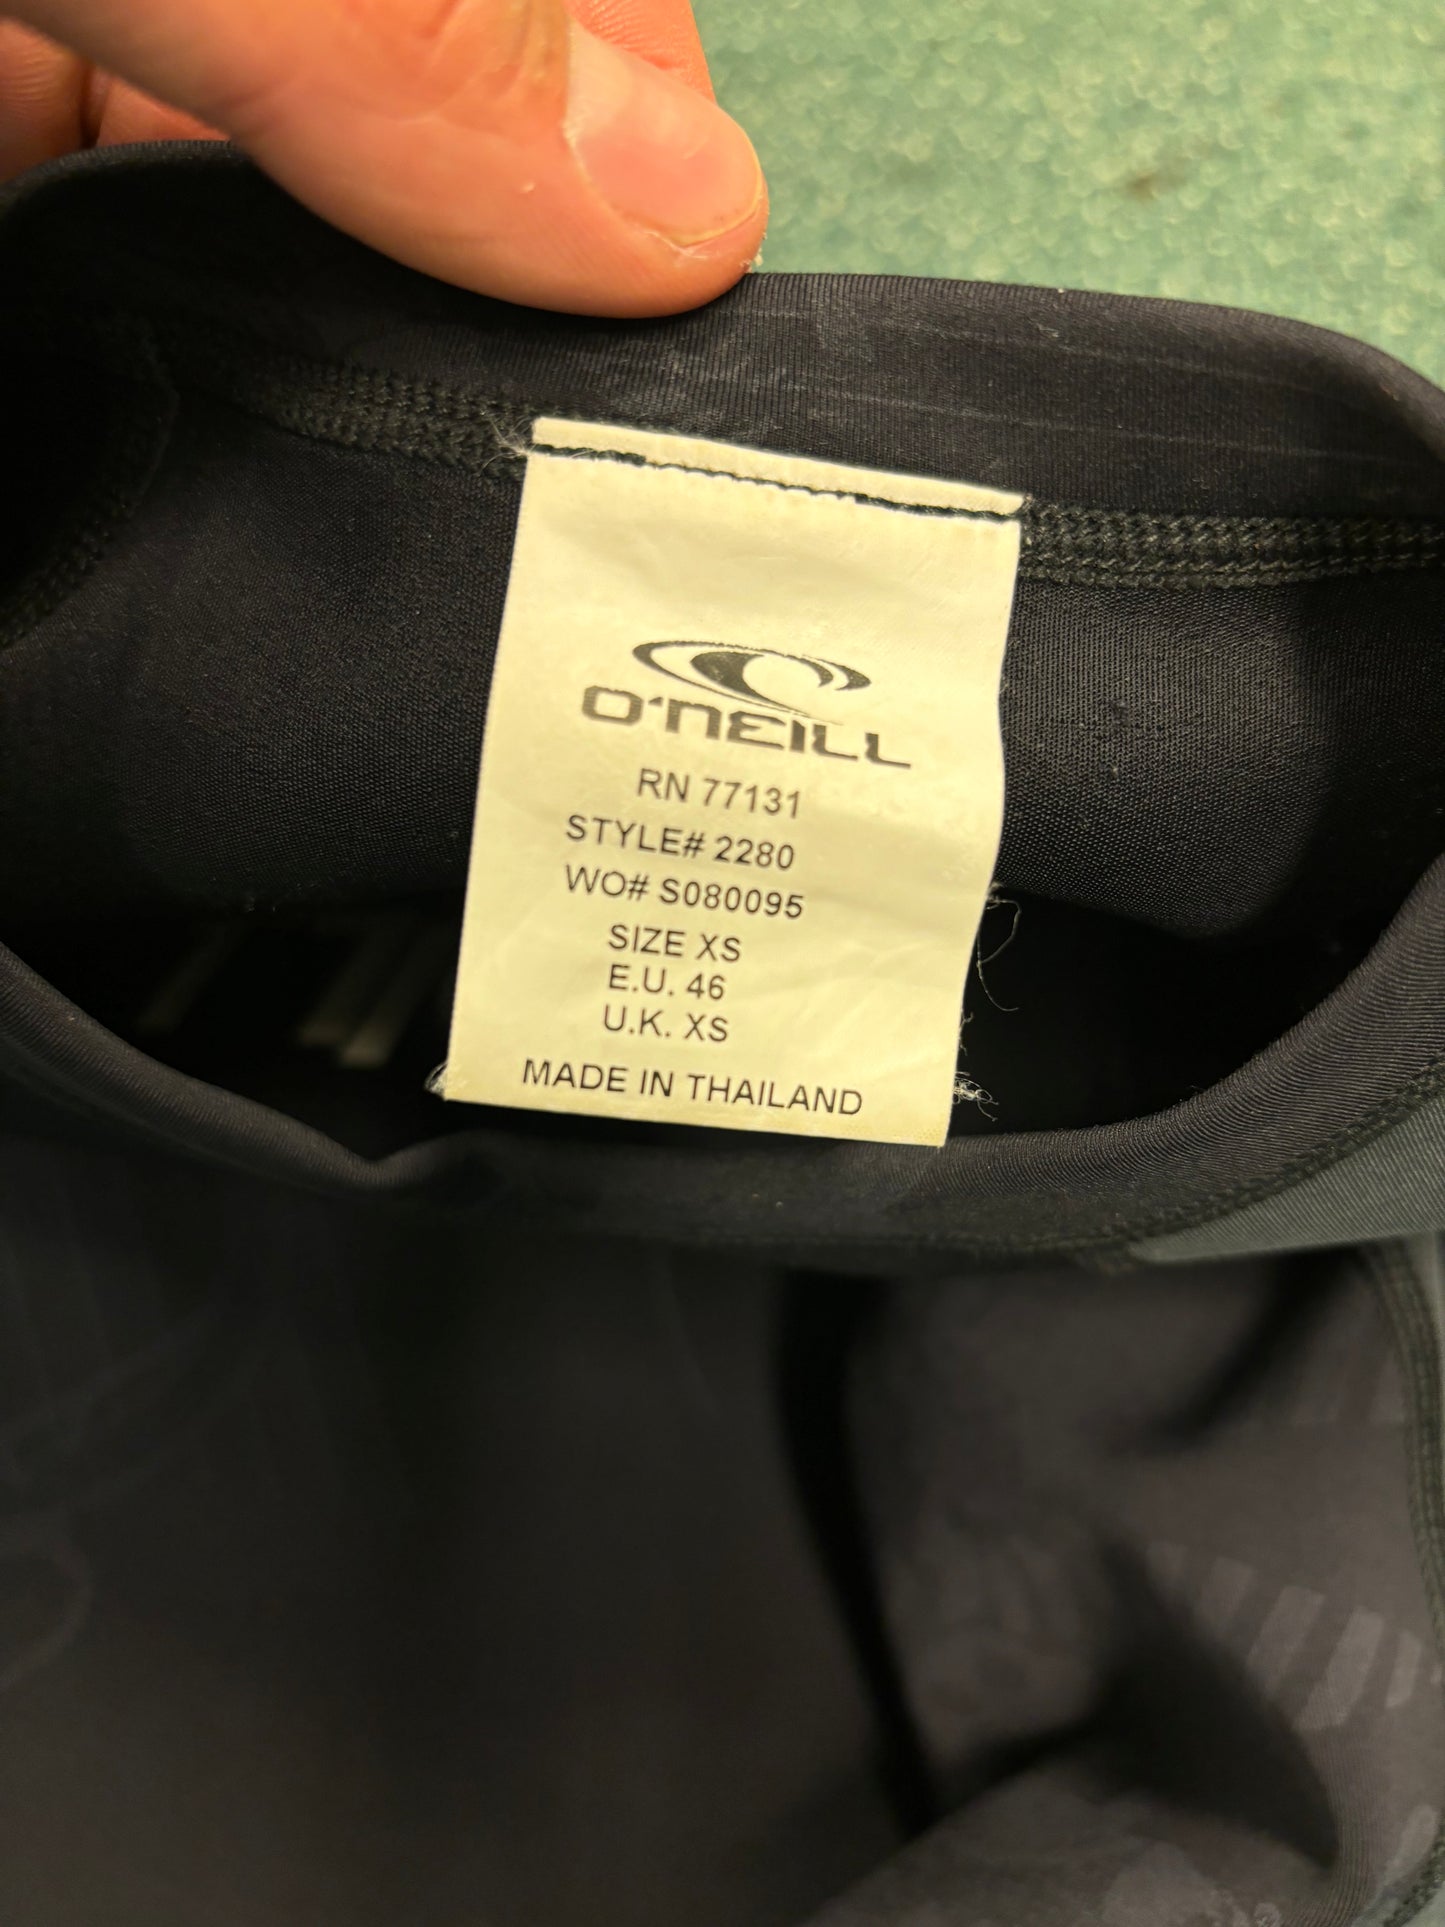 O'NEILL
RN 77131
STYLE# 2280
WO# S080095
SIZE XS
E.U. 46
U.K. XS
MADE IN THAILAND